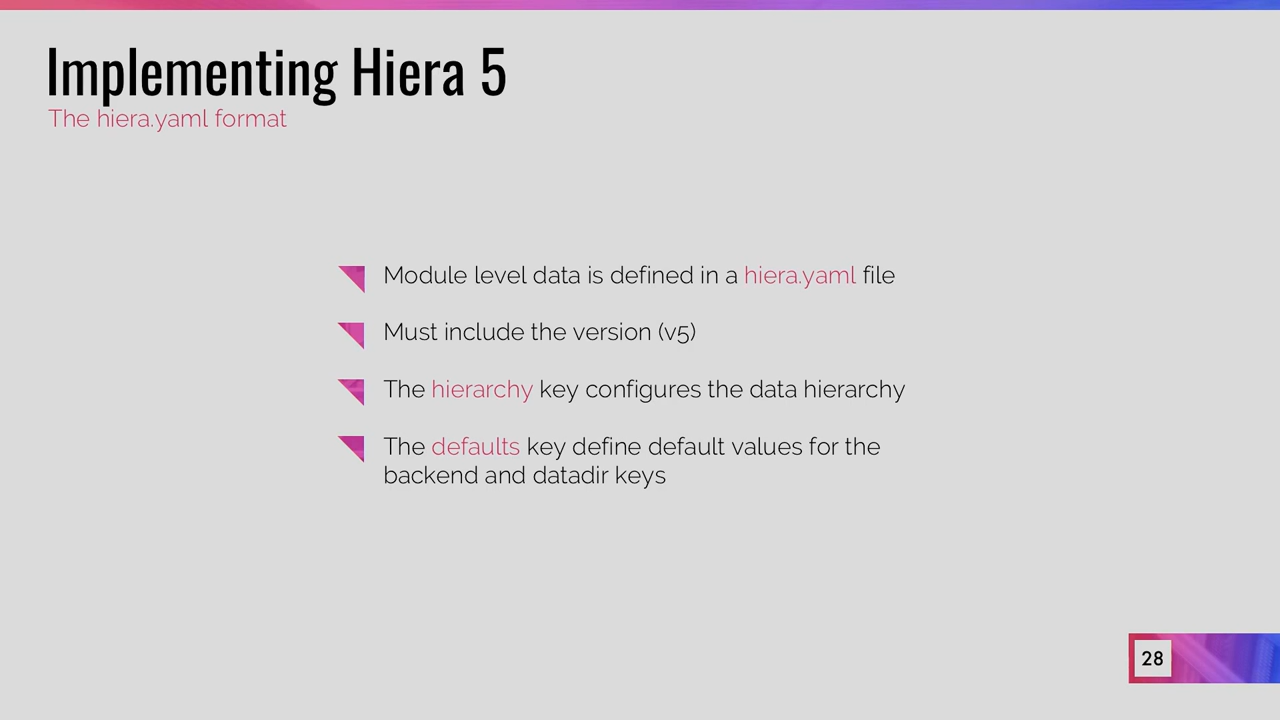 Implementing Hiera 5
The hiera.yaml format
Module level data is defined in a hiera.yaml file
Must include the version (v5)
The hierarchy key configures the data hierarchy
The defaults key define default values for the
backend and datadir keys
28